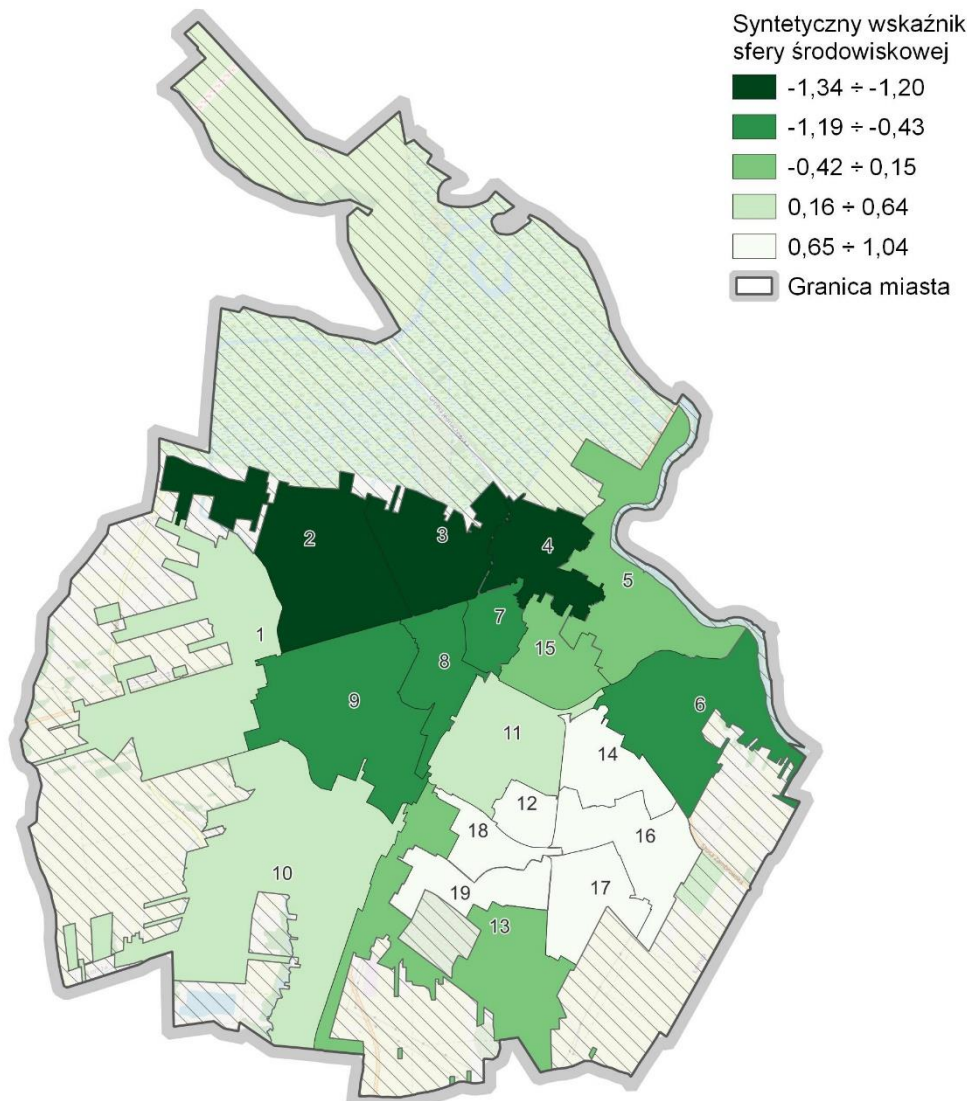 Syntetyczny wskaźnik
sfery środowiskowej
-1,34 ÷ -1,20
-1,19 ÷ -0,43
-0,42 ÷ 0,15
0,16 ÷ 0,64
0,65 ÷ 1,04
Granica miasta
2
3
4
5
1
7
15
8
9
6
11
14
12
18
16
10
17
19
13